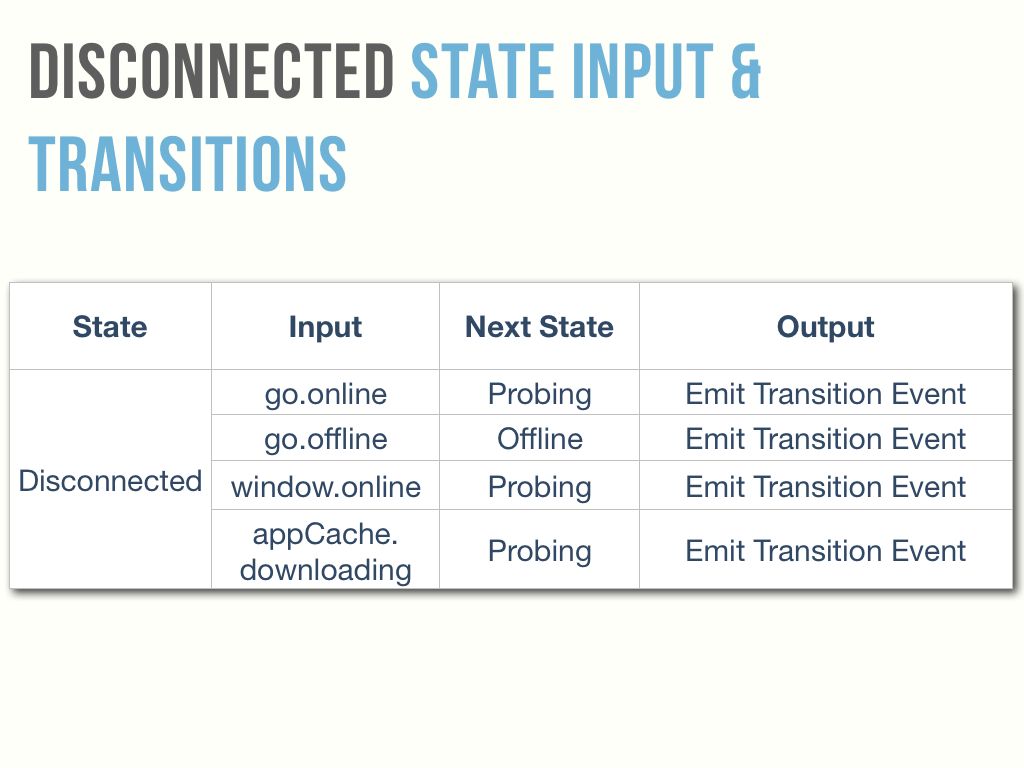 DISCONNECTED STATE INPUT &
TRANSITIONS
State Input Next State Output
go.online Probing Emit Transition Event
go.offline Offline Emit Transition Event
Disconnected
window.online Probing Emit Transition Event
appCache.
downloading
Probing Emit Transition Event